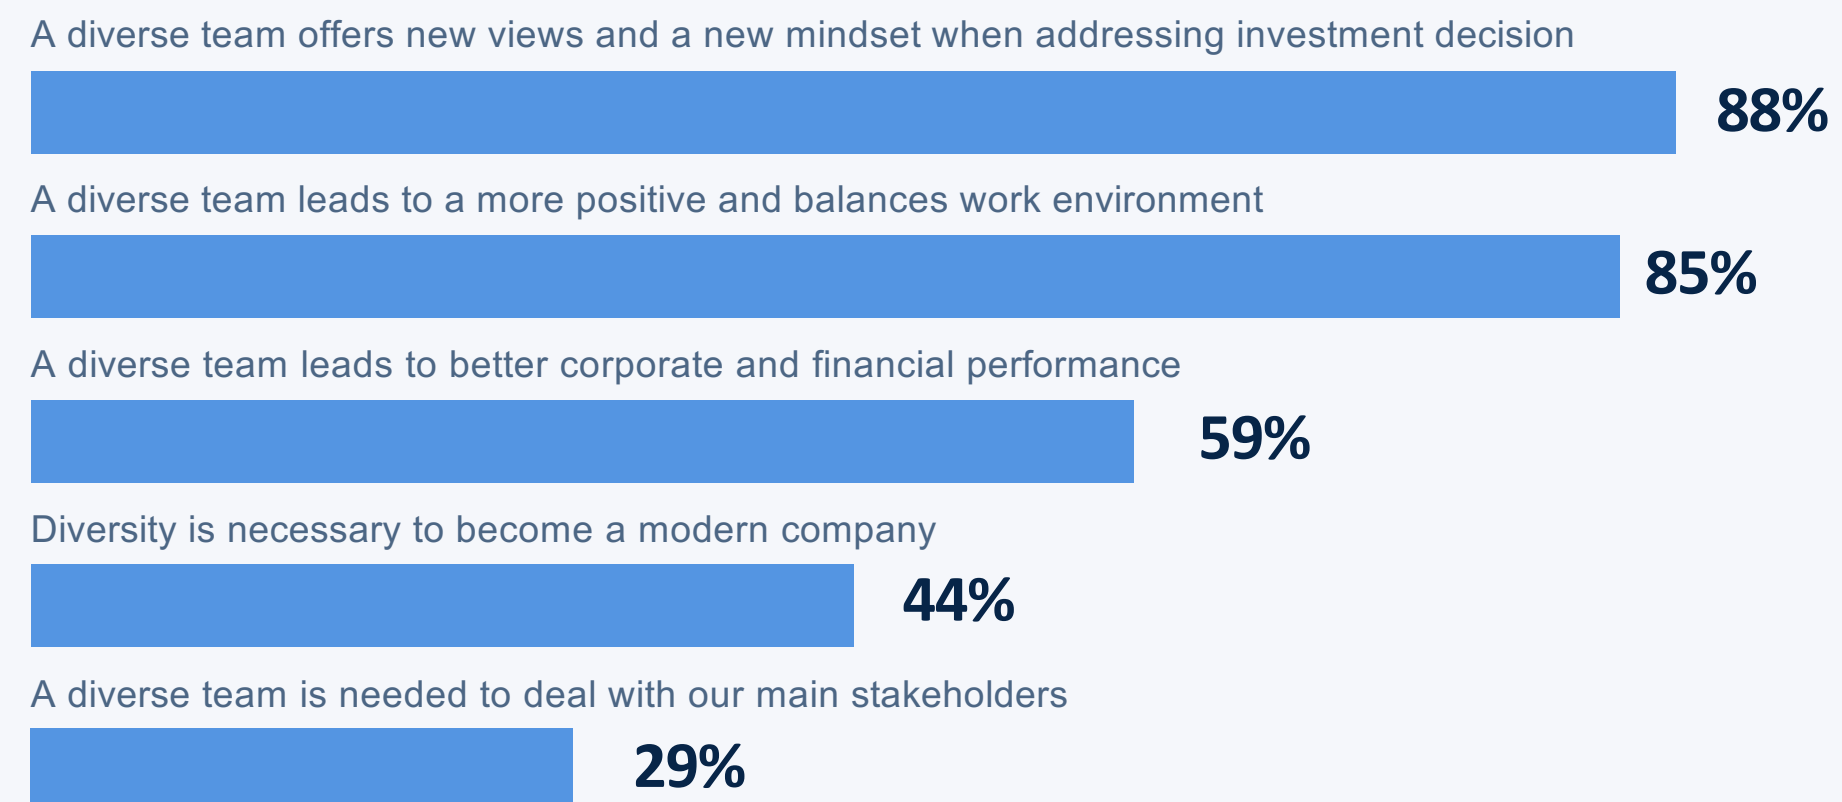 A diverse team offers new views and a new mindset when addressing investment decision
88%
A diverse team leads to a more positive and balances work environment
85%
A diverse team leads to better corporate and financial performance
59%
Diversity is necessary to become a modern company
44%
A diverse team is needed to deal with our main stakeholders
29%